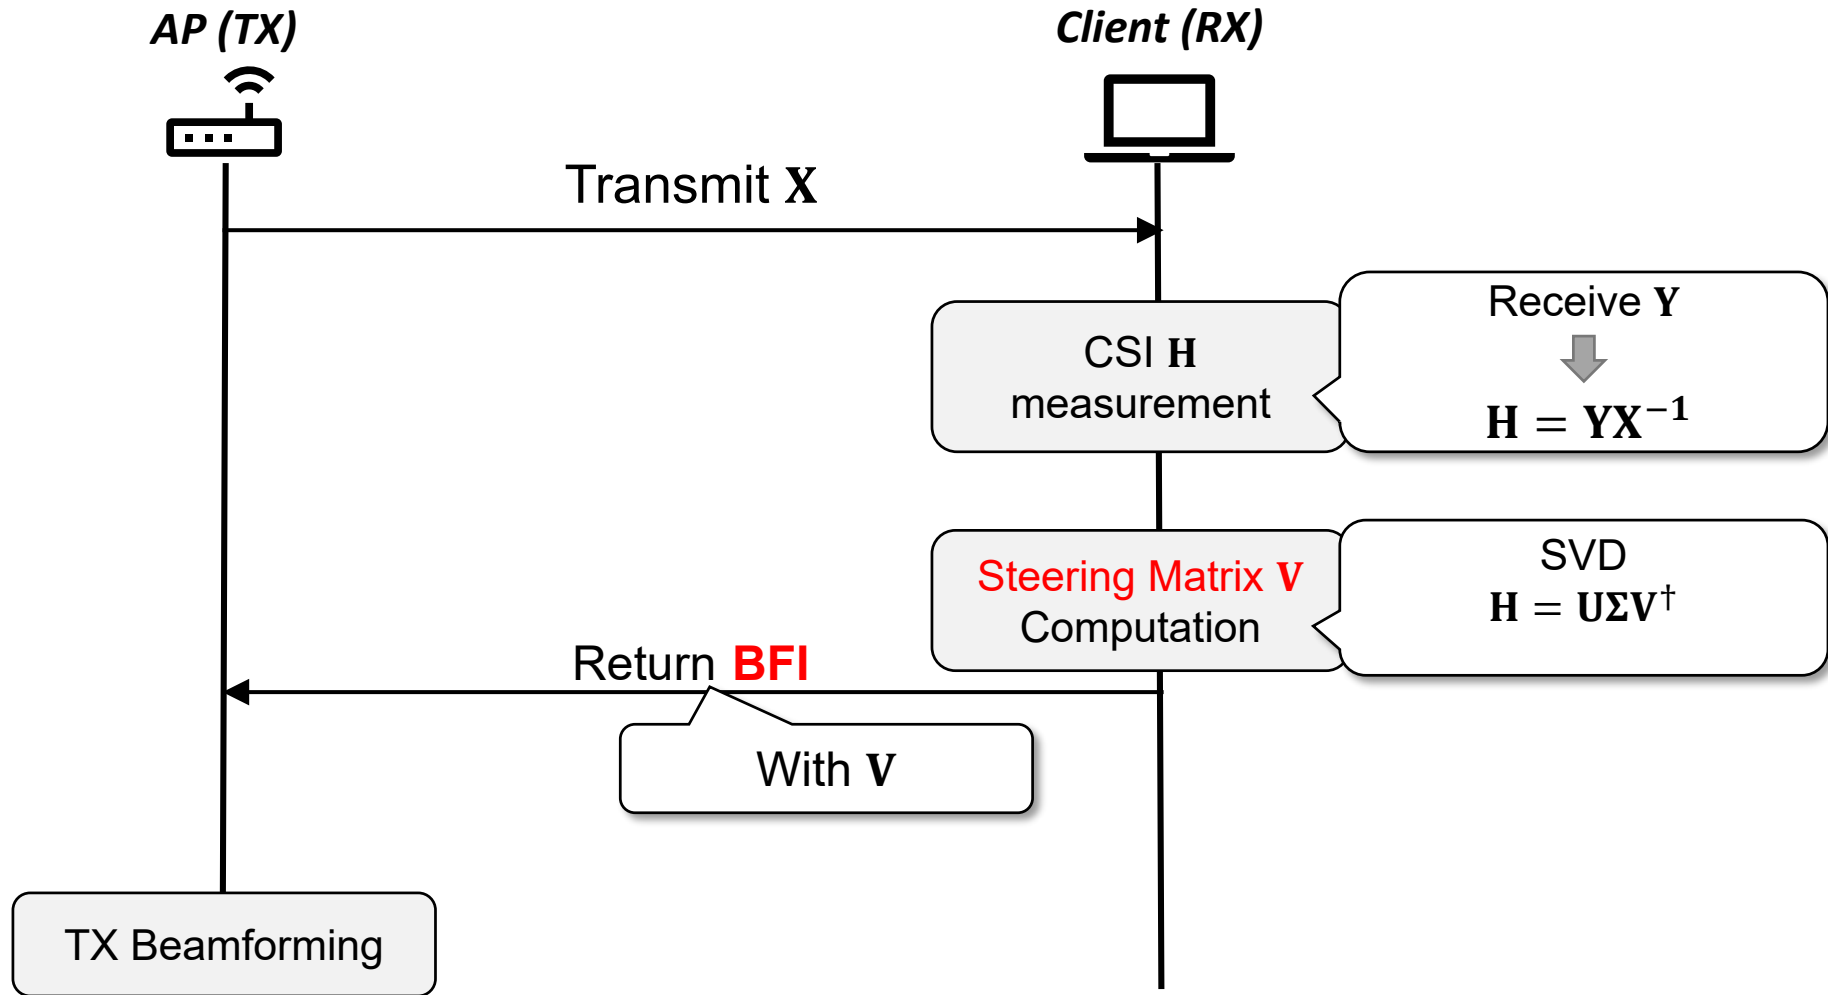 AP (TX)
Client (RX)
Transmit X
CSI H
measurement
Receive Y
H = YX⁻¹
Steering Matrix V
Computation
SVD
H = UΣV†
Return BFI
With V
TX Beamforming